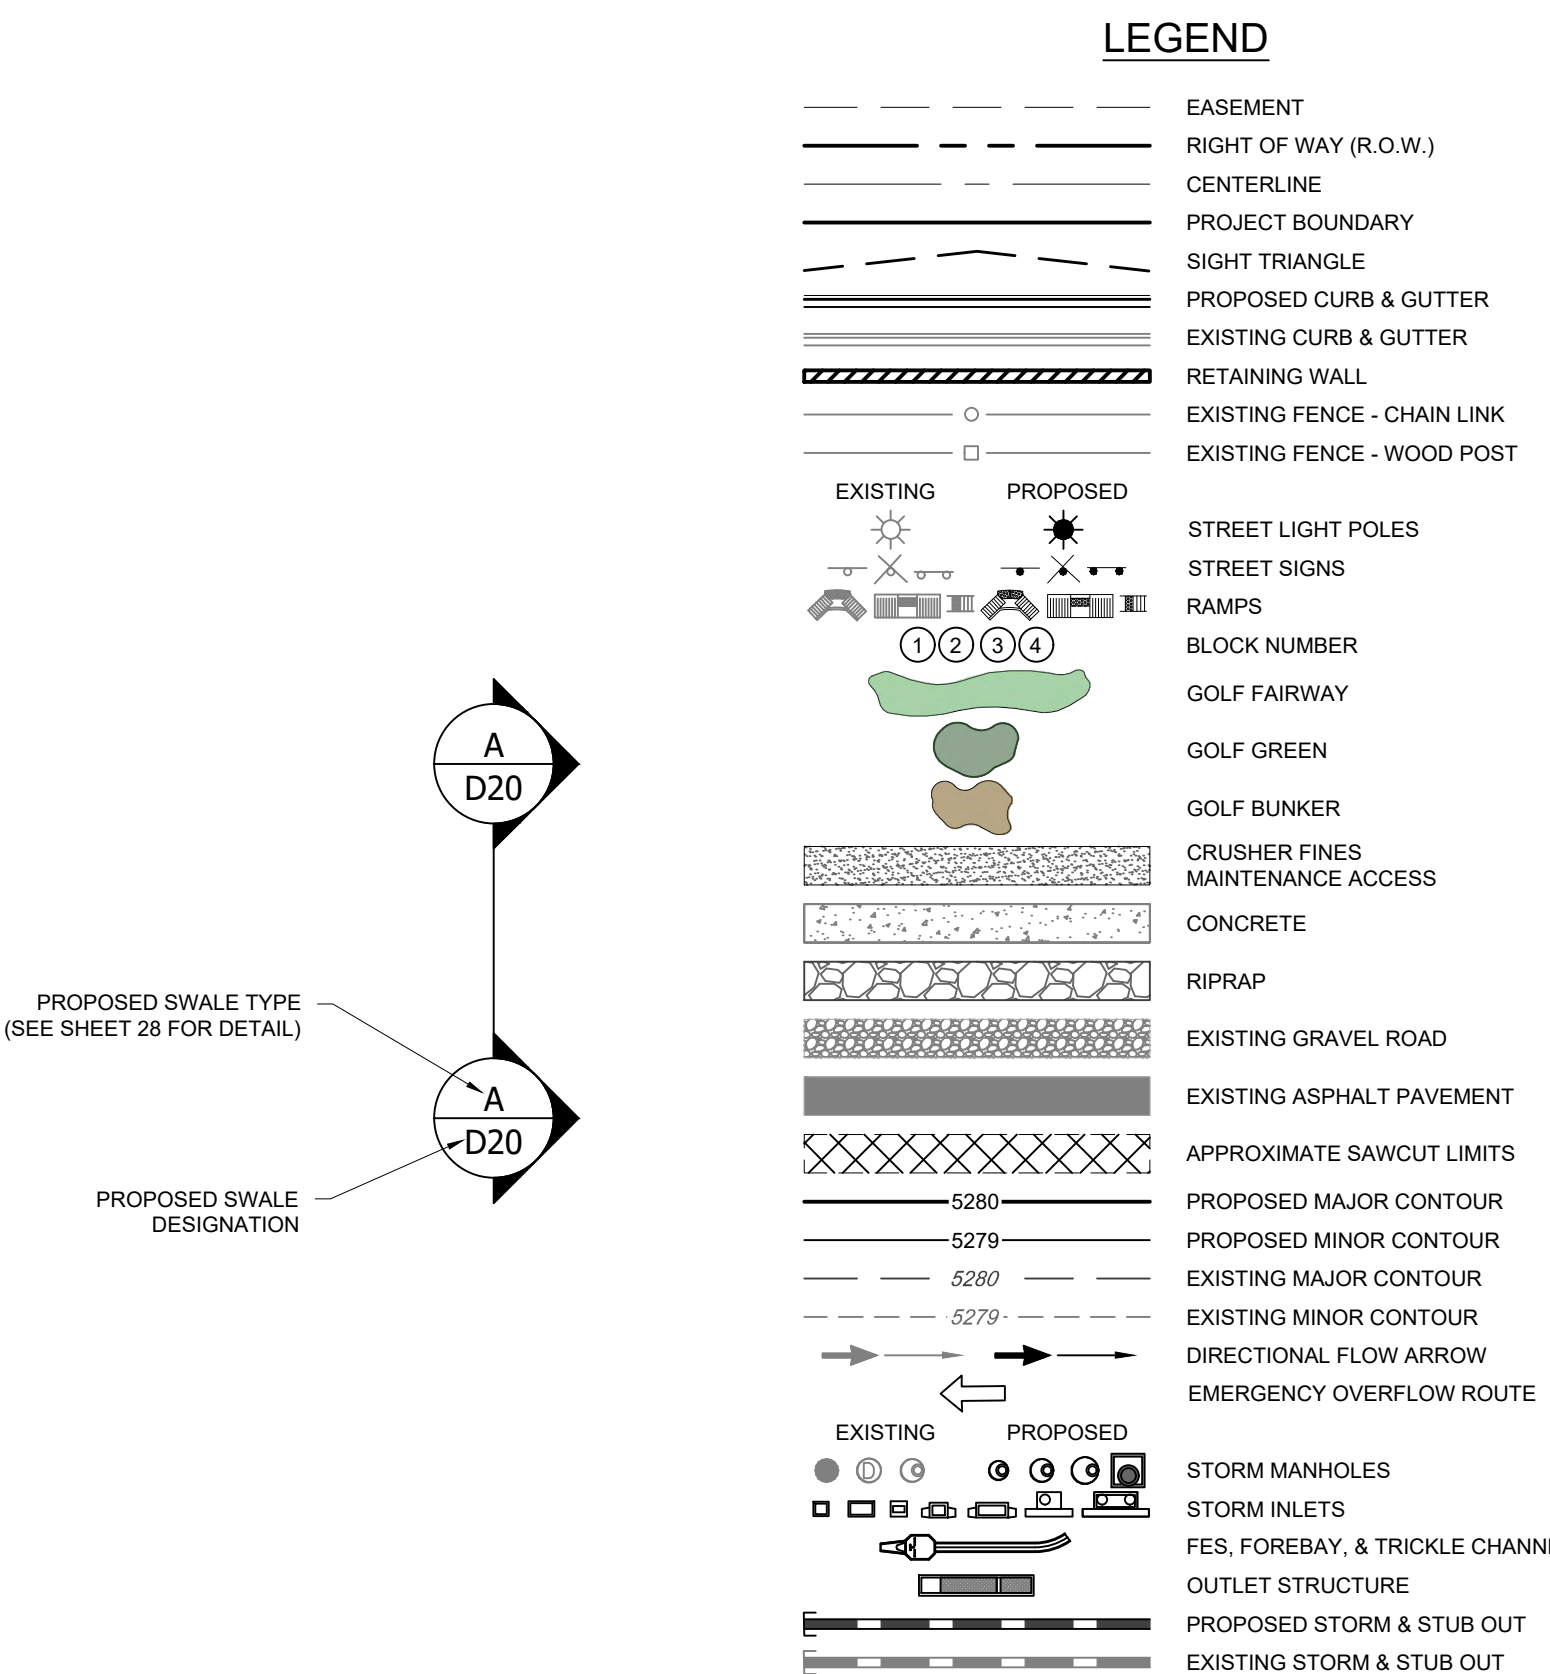 LEGEND
EASEMENT
RIGHT OF WAY (R.O.W.)
CENTERLINE
PROJECT BOUNDARY
SIGHT TRIANGLE
PROPOSED CURB & GUTTER
EXISTING CURB & GUTTER
RETAINING WALL
EXISTING FENCE - CHAIN LINK
EXISTING FENCE - WOOD POST
EXISTING PROPOSED
STREET LIGHT POLES
STREET SIGNS
RAMPS
1 2 3 4 BLOCK NUMBER
GOLF FAIRWAY
GOLF GREEN
GOLF BUNKER
CRUSHER FINES
MAINTENANCE ACCESS
CONCRETE
RIPRAP
EXISTING GRAVEL ROAD
EXISTING ASPHALT PAVEMENT
APPROXIMATE SAWCUT LIMITS
5280 PROPOSED MAJOR CONTOUR
5279 PROPOSED MINOR CONTOUR
5280 EXISTING MAJOR CONTOUR
5279 EXISTING MINOR CONTOUR
DIRECTIONAL FLOW ARROW
EMERGENCY OVERFLOW ROUTE
EXISTING PROPOSED
D STORM MANHOLES
STORM INLETS
FES, FOREBAY, & TRICKLE
OUTLET STRUCTURE
PROPOSED STORM & STUB OUT
EXISTING STORM & STUB OUT
A
D20
PROPOSED SWALE TYPE
(SEE SHEET 28 FOR DETAIL)
A
D20
PROPOSED SWALE
DESIGNATION